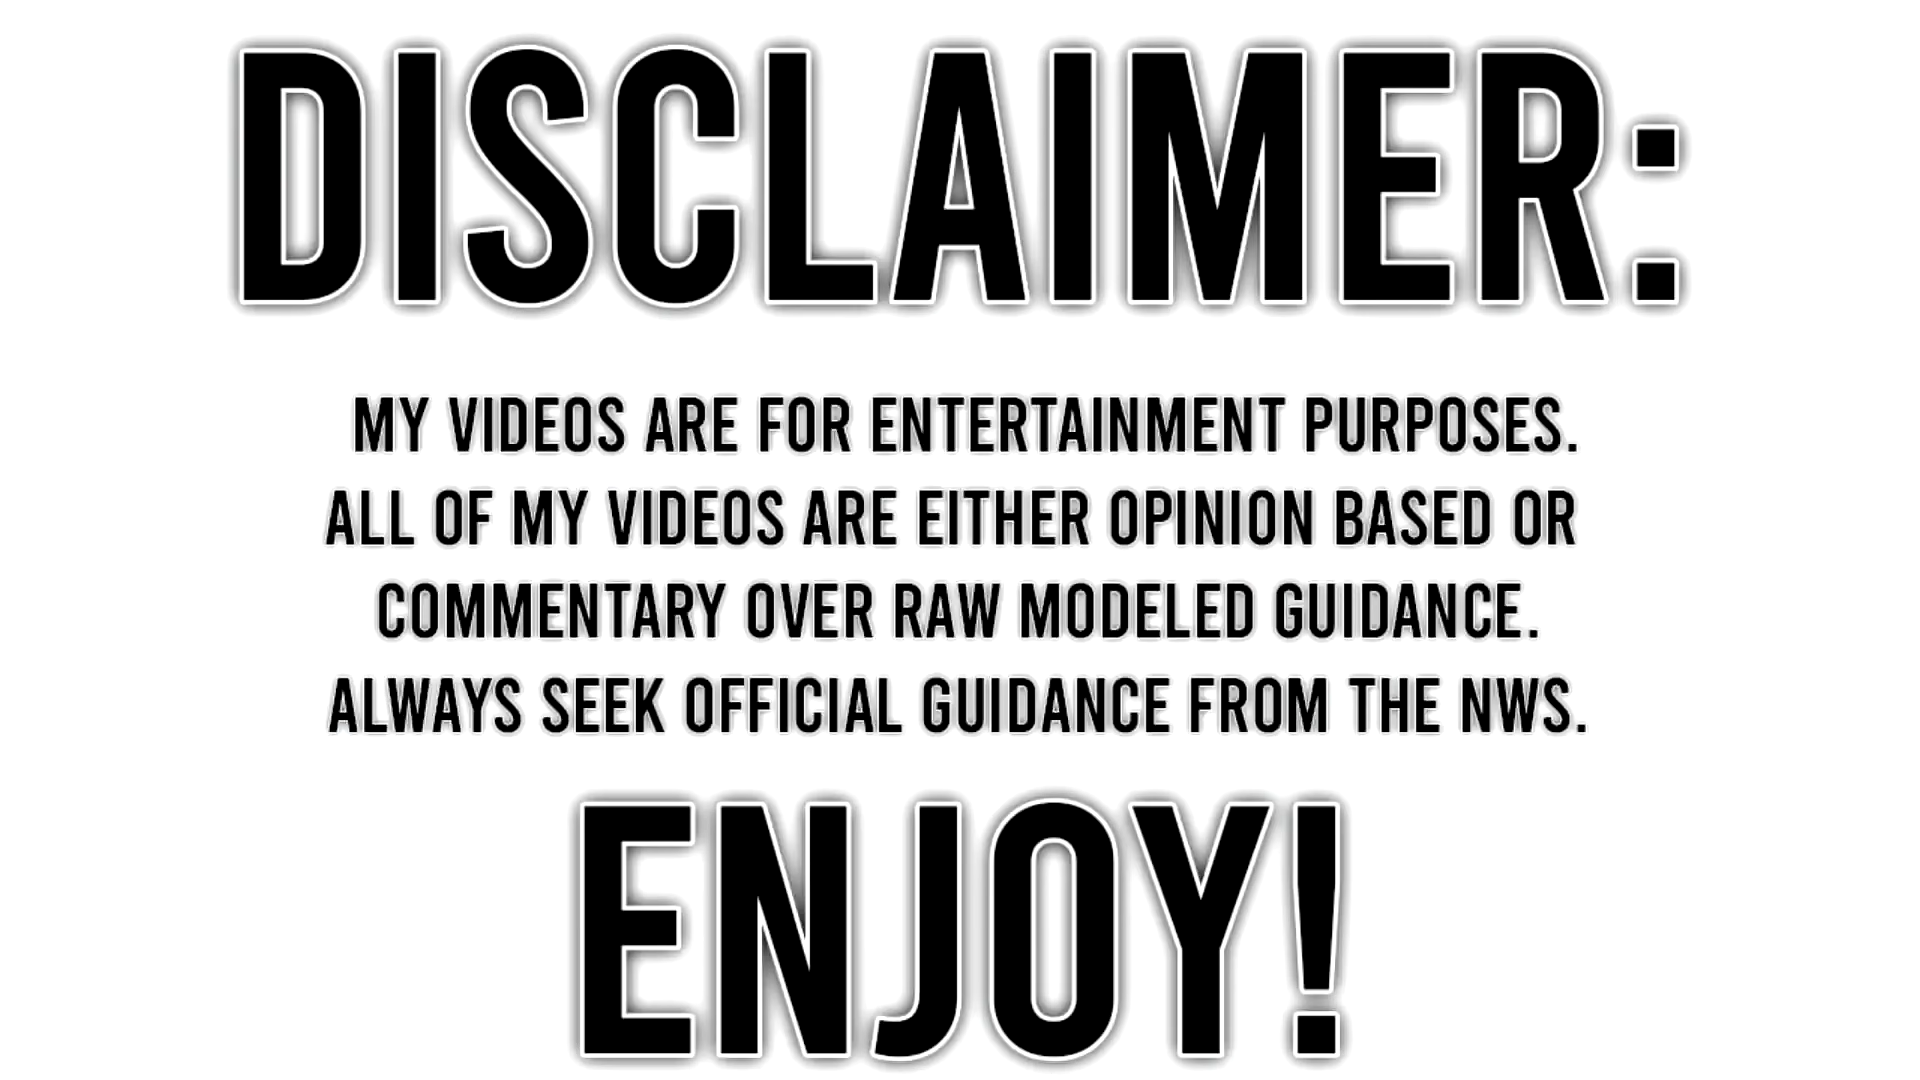 DISCLAIMER:
MY VIDEOS ARE FOR ENTERTAINMENT PURPOSES.
ALL OF MY VIDEOS ARE EITHER OPINION BASED OR
COMMENTARY OVER RAW MODELED GUIDANCE.
ALWAYS SEEK OFFICIAL GUIDANCE FROM THE NWS.
ENJOY!